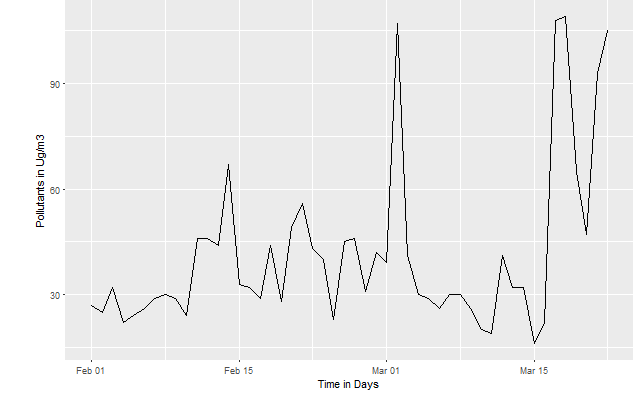 90
60
30
Pollutants in Ug/m3
Feb 01
Feb 15
Mar 01
Mar 15
Time in Days